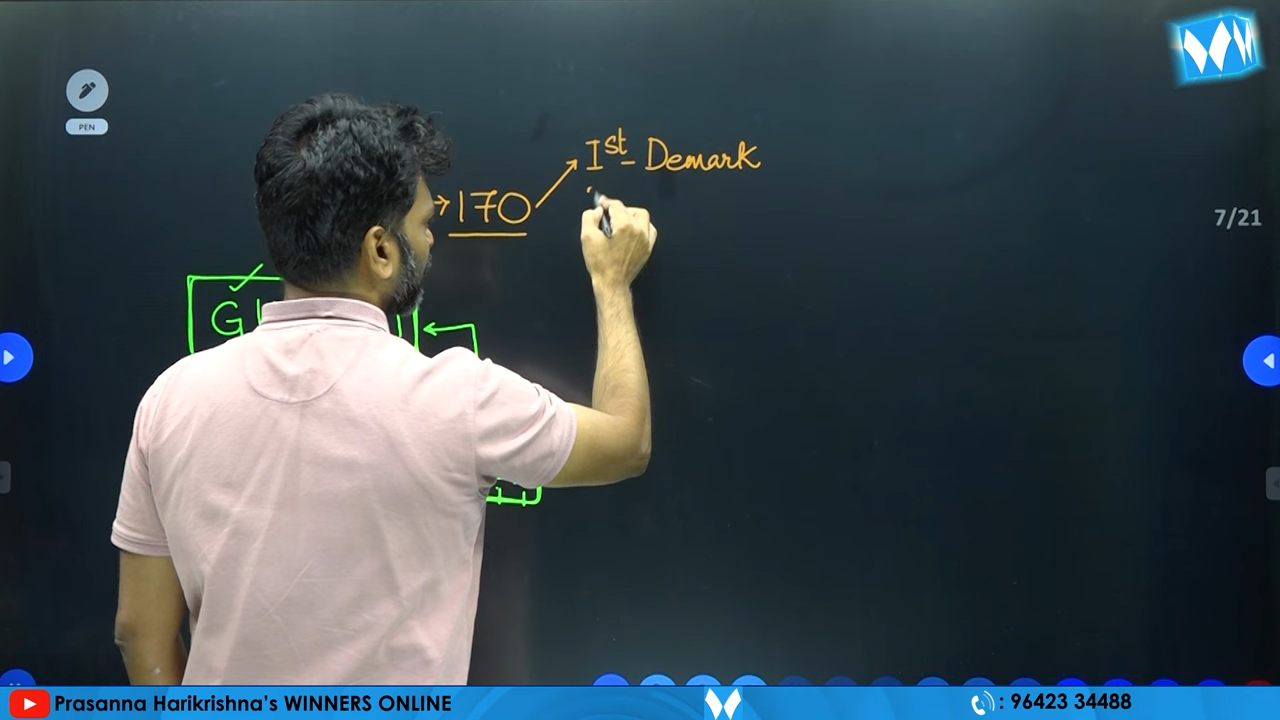 PEN
Ist - Demark
→170
7/21
G
Prasanna Harikrishna's WINNERS ONLINE
: 96423 34488